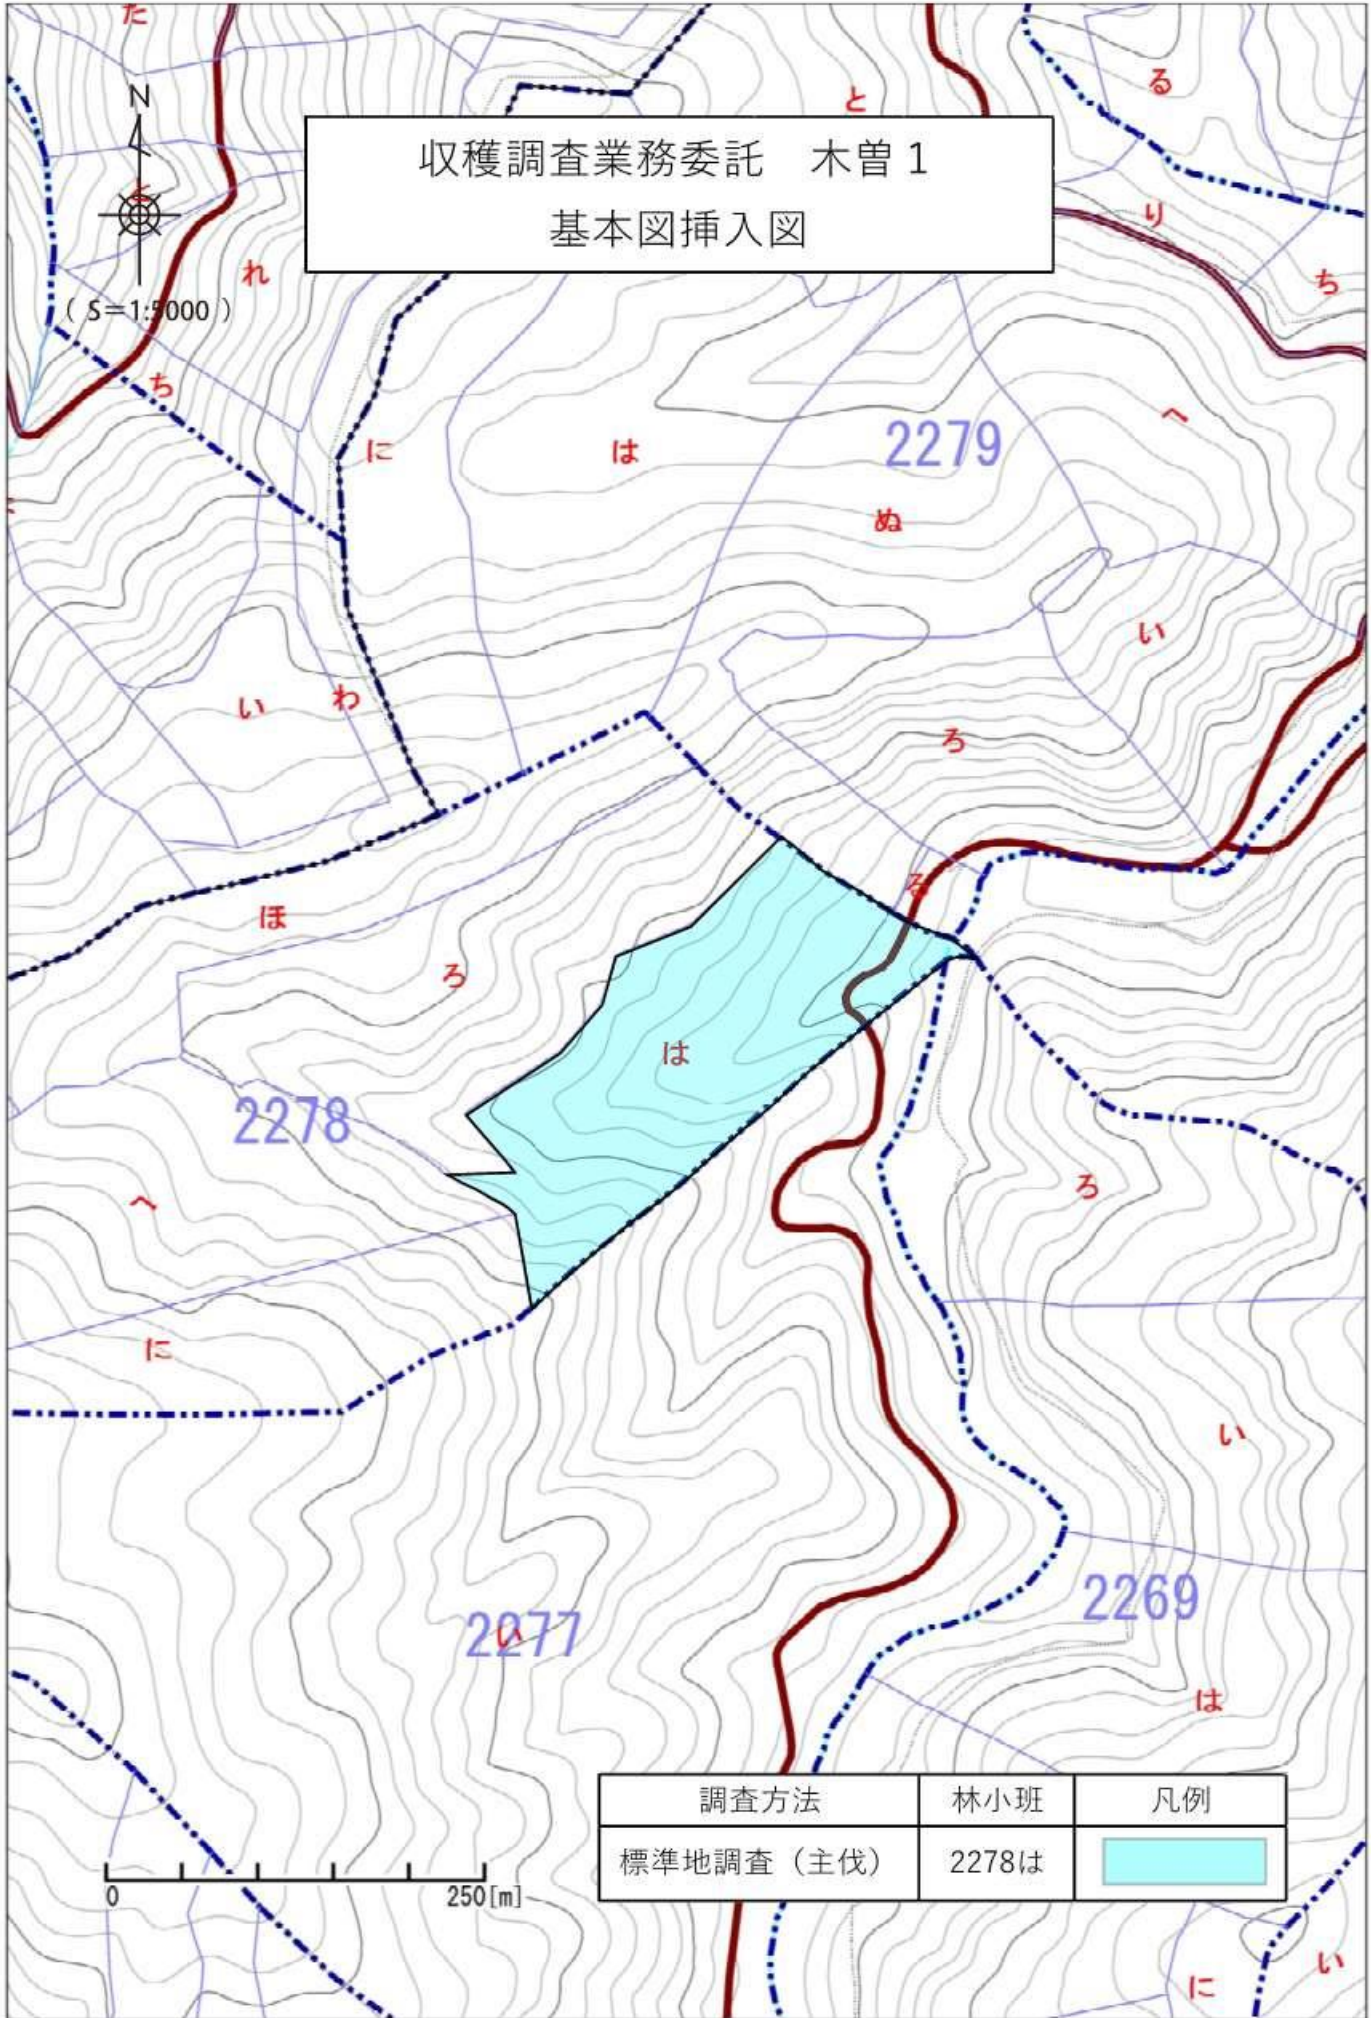 た
N
と
る
収穫調査業務委託　木曽1
基本図挿入図
り
れ
ち
（S=1:5000）
ち
に
は
2279
へ
ぬ
い
い
わ
ろ
る
ほ
ろ
は
2278
へ
ろ
に
い
2269
2277
い
は
調査方法　林小班　凡例
標準地調査（主伐）　2278は
0　250[m]
い
に